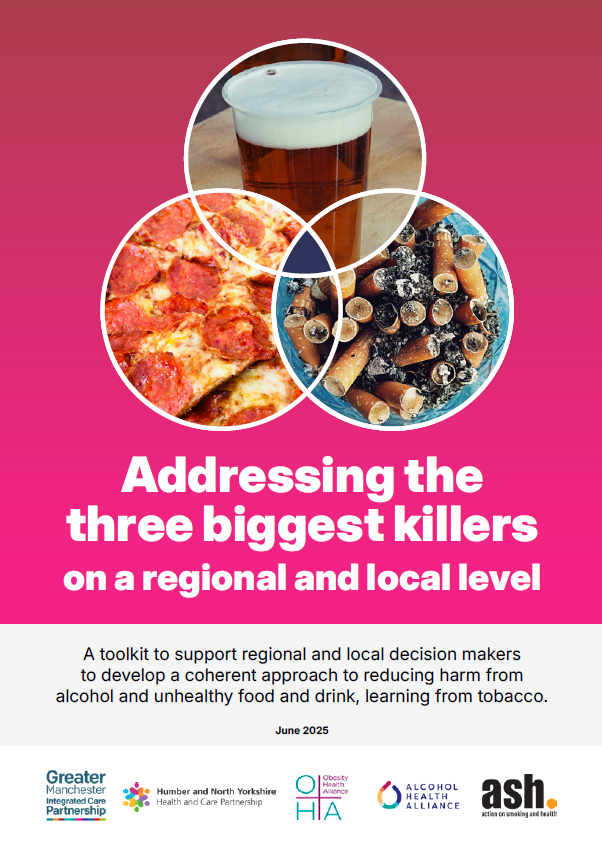 Addressing the
three biggest killers
on a regional and local level
A toolkit to support regional and local decision makers
to develop a coherent approach to reducing harm from
alcohol and unhealthy food and drink, learning from tobacco.
June 2025
Greater
Manchester
Integrated Care
Partnership
Humber and North Yorkshire
Health and Care Partnership
OHA
Obesity
Health
Alliance
ALCOHOL
HEALTH
ALLIANCE
ash.
action on smoking and health